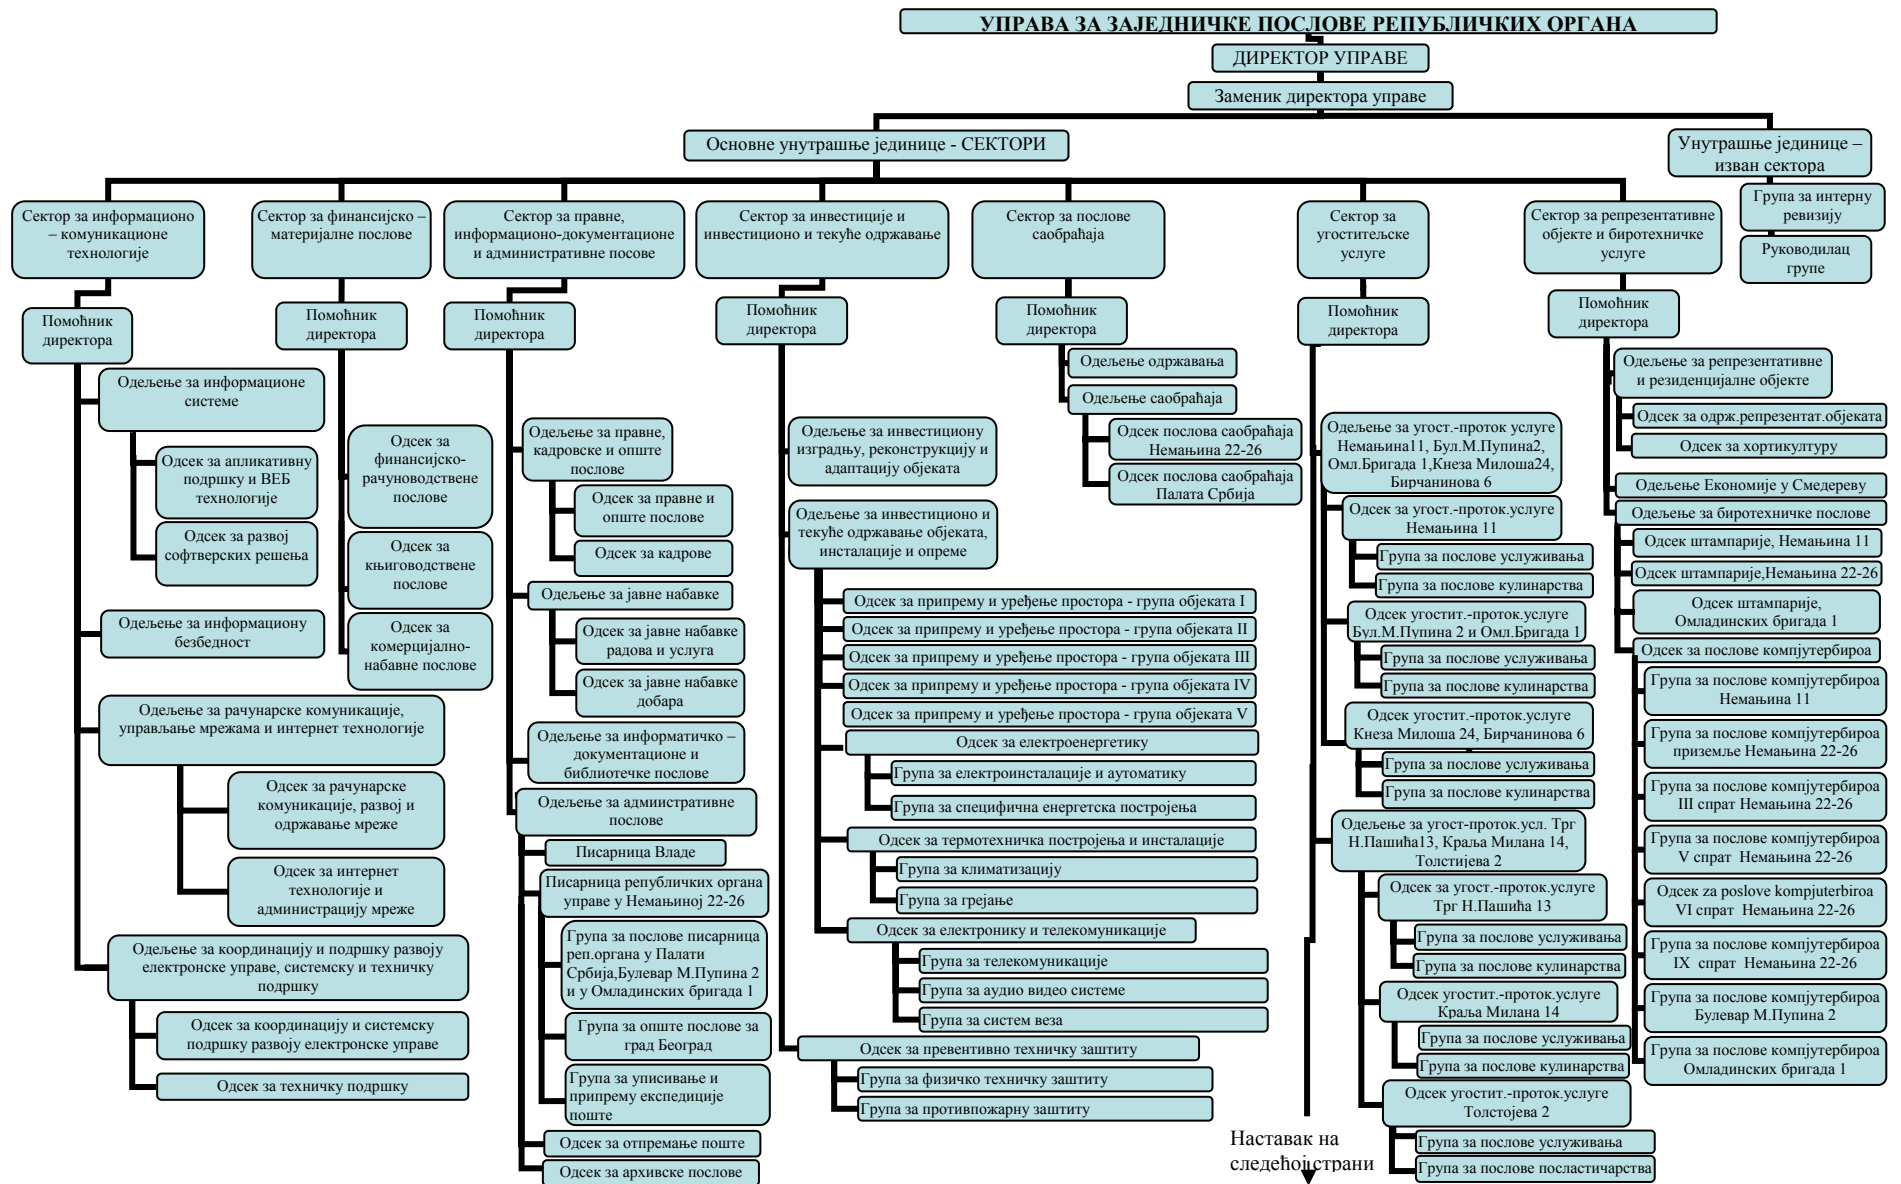 УПРАВА ЗА ЗАЈЕДНИЧКЕ ПОСЛОВЕ РЕПУБЛИЧКИХ ОРГАНА
ДИРЕКТОР УПРАВЕ
Заменик директора управе
Основне унутрашње јединице - СЕКТОРИ
Унутрашње јединице –
изван сектора
Група за интерну
ревизију
Руководилац
групе
Сектор за информационо
– комуникационе
технологије
Помоћник
директора
Одељење за информационе
системе
Одсек за апликативну
подршку и ВЕБ
технологије
Одсек за развој
софтверских решења
Одељење за информациону
безбедност
Одељење за рачунарске комуникације,
управљање мрежама и интернет технологије
Одсек за рачунарске
комуникације, развој и
одржавање мреже
Одсек за интернет
технологије и
администрацију мреже
Одељење за координацију и подршку развоју
електронске управе, системску и техничку
подршку
Одсек за координацију и системску
подршку развоју електронске управе
Одсек за техничку подршку
Сектор за финансијско –
материјалне послове
Помоћник
директора
Одсек за
финансијско-
рачуноводствене
послове
Одсек за
књиговодствене
послове
Одсек за
комерцијално-
набавне послове
Сектор за правне,
информационо-документационе
и административне посове
Помоћник
директора
Одељење за правне,
кадровске и опште
послове
Одсек за правне и
опште послове
Одсек за кадрове
Одељење за јавне набавке
Одсек за јавне набавке
радова и услуга
Одсек за јавне набавке
добара
Одељење за информатичко –
документационе и
библиотечке послове
Одељење за адмиистративне
послове
Писарница Владе
Писарница републичких органа
управе у Немањиној 22-26
Група за послове писарница
реп.органа у Палати
Србија,Булевар М.Пупина 2
и у Омладинских бригада 1
Група за опште послове за
град Београд
Група за уписивање и
припрему експедиције
поште
Одсек за отпремање поште
Одсек за архивске послове
Сектор за инвестиције и
инвестиционо и текуће одржавање
Помоћник
директора
Одељење за инвестициону
изградњу, реконструкцију и
адаптацију објеката
Одељење за инвестиционо и
текуће одржавање објеката,
инсталације и опреме
Одсек за припрему и уређење простора - група објеката I
Одсек за припрему и уређење простора - група објеката II
Одсек за припрему и уређење простора - група објеката III
Одсек за припрему и уређење простора - група објеката IV
Одсек за припрему и уређење простора - група објеката V
Одсек за електроенергетику
Група за електроинсталације и аутоматику
Група за специфична енергетска постројења
Одсек за термотехничка постројења и инсталације
Група за климатизацију
Група за грејање
Одсек за електронику и телекомуникације
Група за телекомуникације
Група за аудио видео системе
Група за систем веза
Одсек за превентивно техничку заштиту
Група за физичко техничку заштиту
Група за противпожарну заштиту
Сектор за послове
саобраћаја
Помоћник
директора
Одељење одржавања
Одељење саобраћаја
Одсек послова саобраћаја
Немањина 22-26
Одсек послова саобраћаја
Палата Србија
Сектор за
угоститељске
услуге
Помоћник
директора
Одељење за угост.-проток услуге
Немањина11, Бул.М.Пупина2,
Омл.Бригада 1,Кнеза Милоша24,
Бирчанинова 6
Одсек за угост.-проток.услуге
Немањина 11
Група за послове услуживања
Група за послове кулинарства
Одсек угостит.-проток.услуге
Бул.М.Пупина 2 и Омл.Бригада 1
Група за послове услуживања
Група за послове кулинарства
Одсек угостит.-проток.услуге
Кнеза Милоша 24, Бирчанинова 6
Група за послове услуживања
Група за послове кулинарства
Одељење за угост-проток.усл. Трг
Н.Пашића13, Краља Милана 14,
Толстијева 2
Одсек за угост.-проток.услуге
Трг Н.Пашића 13
Група за послове услуживања
Група за послове кулинарства
Одсек угостит.-проток.услуге
Краља Милана 14
Група за послове услуживања
Група за послове кулинарства
Одсек угостит.-проток.услуге
Толстојева 2
Група за послове услуживања
Група за послове посластичарства
Наставак на
следећој страни
Сектор за репрезентативне
објекте и биротехничке
услуге
Помоћник
директора
Одељење за репрезентативне
и резиденцијалне објекте
Одсек за одрж.репрезентат.објеката
Одсек за хортикултуру
Одељење Економије у Смедереву
Одељење за биротехничке послове
Одсек штампарије, Немањина 11
Одсек штампарије,Немањина 22-26
Одсек штампарије,
Омладинских бригада 1
Одсек за послове компјутербироа
Група за послове компјутербироа
Немањина 11
Група за послове компјутербироа
приземље Немањина 22-26
Група за послове компјутербироа
III спрат Немањина 22-26
Група за послове компјутербироа
V спрат Немањина 22-26
Одсек za poslove kompjuterbiroa
VI спрат Немањина 22-26
Група за послове компјутербироа
IX спрат Немањина 22-26
Група за послове компјутербироа
Булевар М.Пупина 2
Група за послове компјутербироа
Омладинских бригада 1